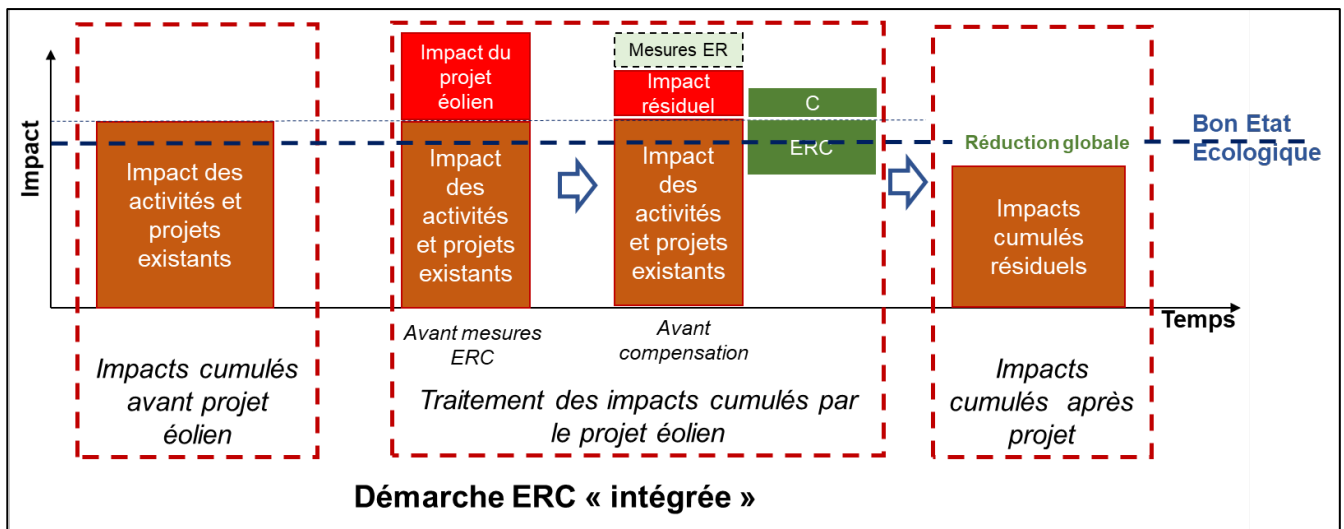 Impact
Impact des
activités et
projets
existants
Impacts cumulés
avant projet
éolien
Impact du
projet
éolien
Impact
des
activités
et projets
existants
Avant mesures
ERC
Mesures ER
Impact
résiduel
Impact
des
activités
et projets
existants
Avant
compensation
C
ERC
Traitement des impacts cumulés par
le projet éolien
Réduction globale
Impacts
cumulés
résiduels
Impacts
cumulés après
projet
Bon Etat
Ecologique
Temps
Démarche ERC « intégrée »